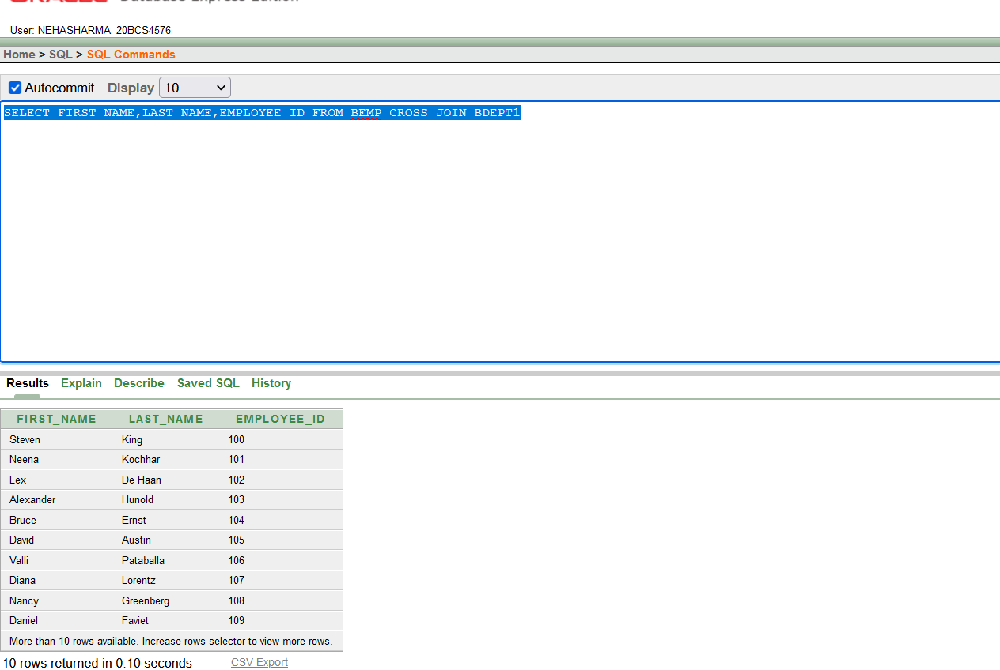 User: NEHASHARMA_20BCS4576
Home > SQL > SQL Commands
Autocommit Display 10
SELECT FIRST_NAME,LAST_NAME,EMPLOYEE_ID FROM BEMP CROSS JOIN BDEPT1
Results Explain Describe Saved SQL History
FIRST_NAME LAST_NAME EMPLOYEE_ID
Steven King 100
Neena Kochhar 101
Lex De Haan 102
Alexander Hunold 103
Bruce Ernst 104
David Austin 105
Valli Pataballa 106
Diana Lorentz 107
Nancy Greenberg 108
Daniel Faviet 109
More than 10 rows available. Increase rows selector to view more rows.
10 rows returned in 0.10 seconds CSV Export